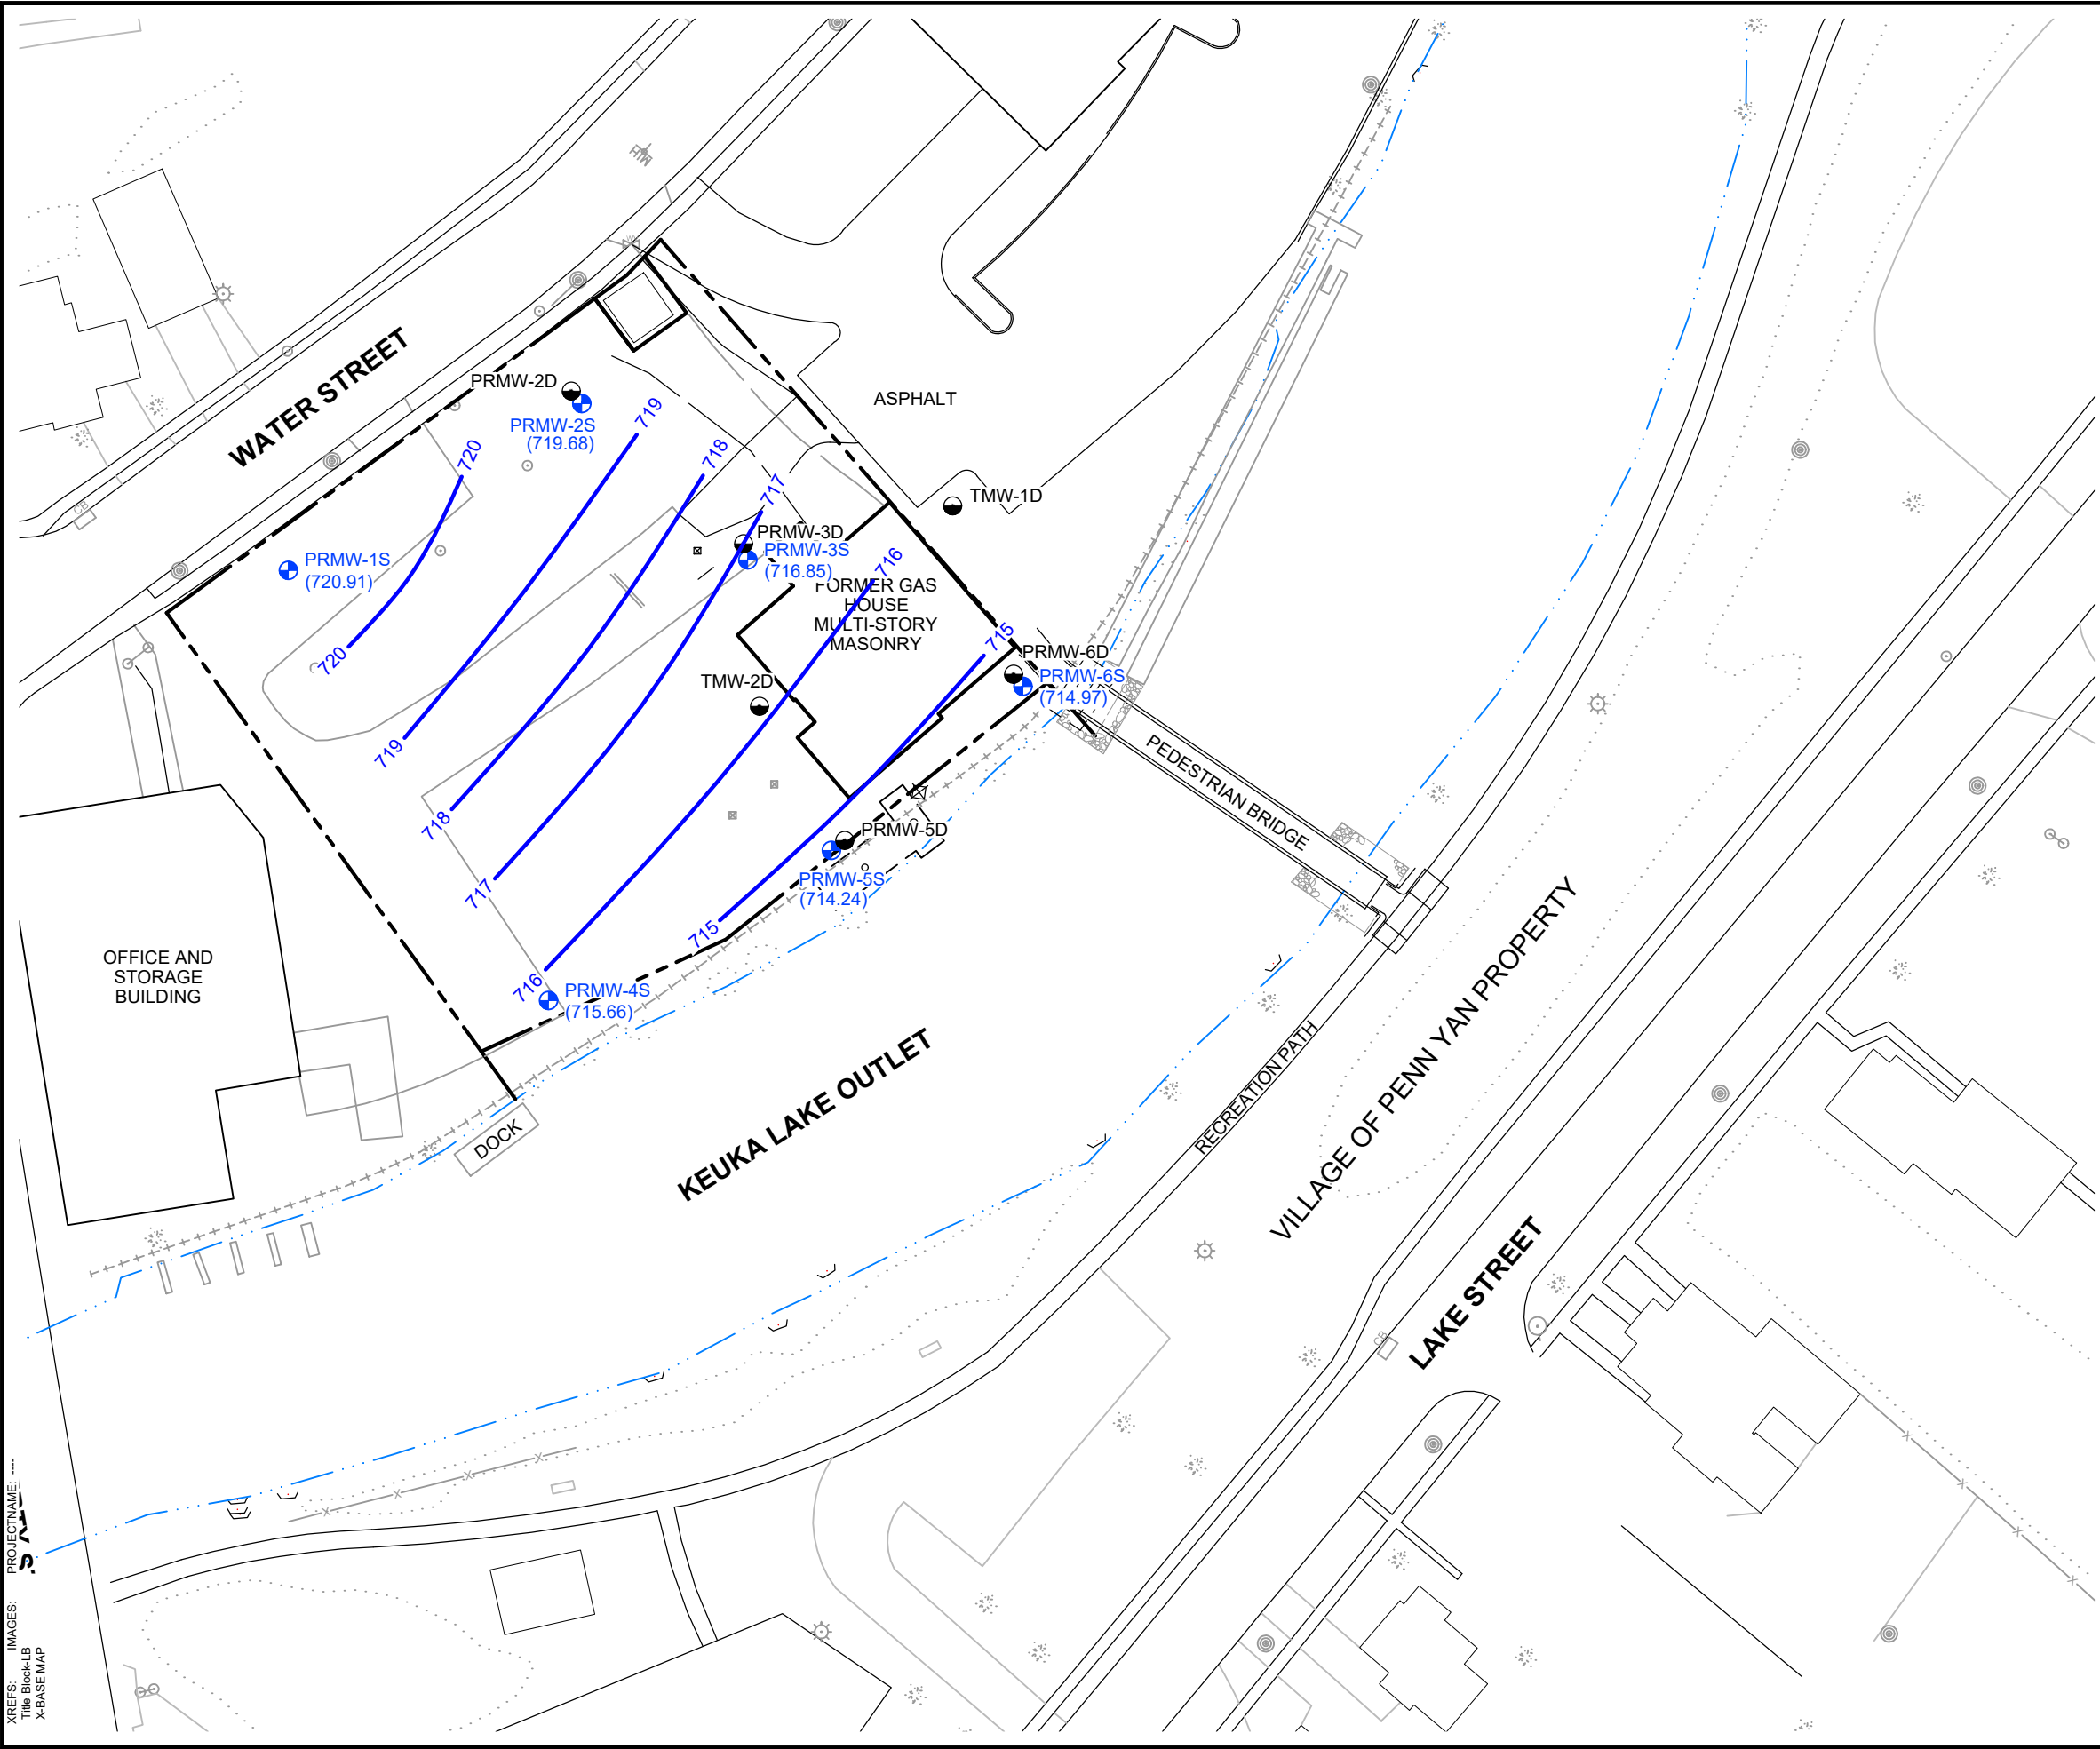 WATER STREET
PRMW-2D
PRMW-2S
(719.68)
719
720
718
717
ASPHALT
TMW-1D
PRMW-3D
PRMW-3S
(716.85)
716
PRMW-1S
(720.91)
720
FORMER GAS
HOUSE
MULTI-STORY
MASONRY
715
PRMW-6D
PRMW-6S
(714.97)
TMW-2D
719
PEDESTRIAN BRIDGE
718
PRMW-5D
PRMW-5S
(714.24)
717
715
716
PRMW-4S
(715.66)
OFFICE AND
STORAGE
BUILDING
DOCK
KEUKA LAKE OUTLET
RECREATION PATH
VILLAGE OF PENN YAN PROPERTY
LAKE STREET
CB
CB
XREFS: IMAGES: PROJECTNAME: ----
Title Block-LB
X-BASE MAP